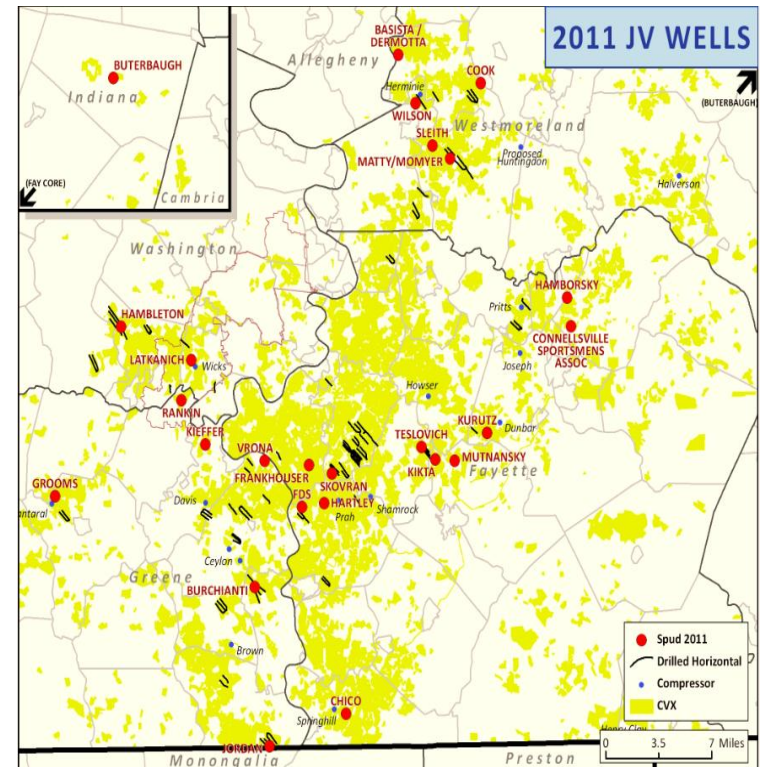 2011 JV WELLS
BUTERBAUGH
Indiana
(FAY CORE)
Cambria
(BUTERBAUGH)
BASISTA /
DERMOTTA
Allegheny
COOK
Herminie
WILSON
Westmoreland
SLEITH
MATTY/MOMYER
Proposed
Huntingdon
Halverson
Washington
HAMBLETON
LATKANICH
Wicks
RANKIN
KIEFFER
HAMBORSKY
Pritts
CONNELLSVILLE
SPORTSMENS
ASSOC
Joseph
Howser
KURUTZ
Dunbar
TESLOVICH
MUTNANSKY
KIKTA
Fayette
VRONA
FRANKHOUSER
SKOVRAN
FDS
HARTLEY
Prah
Shamrock
GROOMS
antaral
Davis
Ceylon
Greene
BURCHIANTI
Brown
CHICO
Springhill
JORDAN
Monongalia
Preston
Henry Clay
Spud 2011
Drilled Horizontal
Compressor
CVX
0 3.5 7 Miles